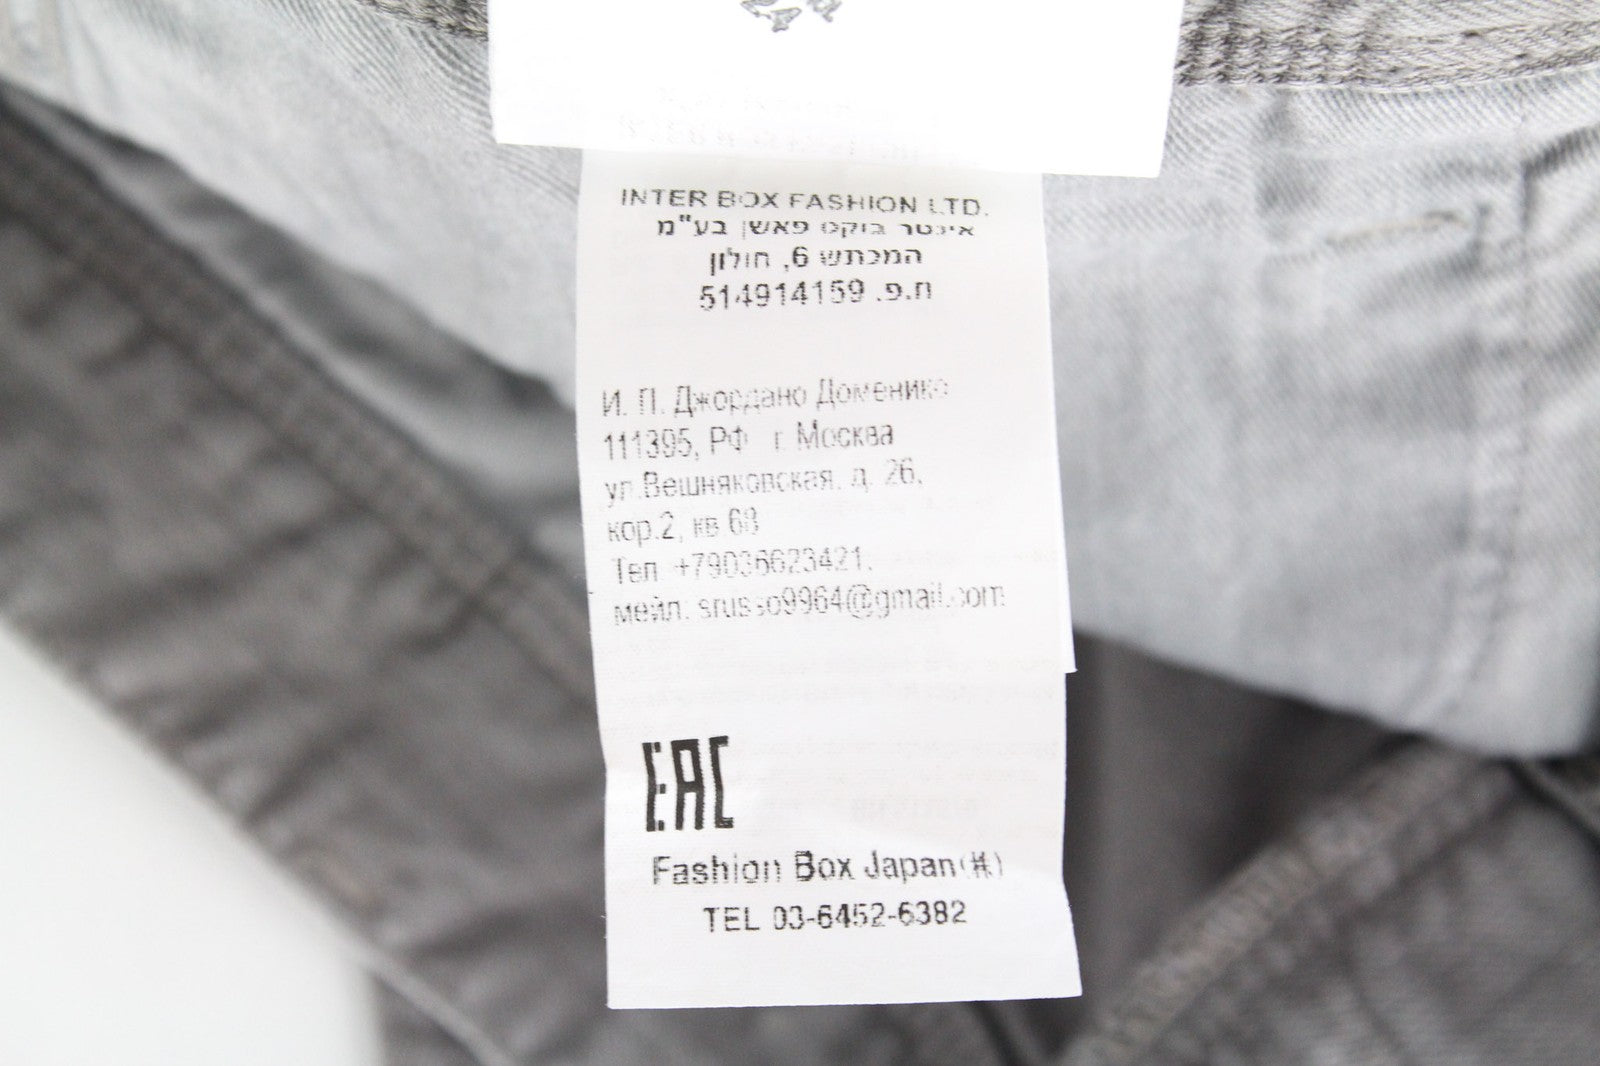 INTER BOX FASHION LTD.
אינטר בוקס פאשן בע"מ
המכתש 6, חולון
ח.פ. 514914159
И. П. Джордано Доменико
111395, РФ г. Москва
ул.Вешняковская, д. 26,
кор.2, кв.68
Тел +79036623421,
мейл: srusso9964@gmail.com
EAC
Fashion Box Japan(株)
TEL 03-6452-6382